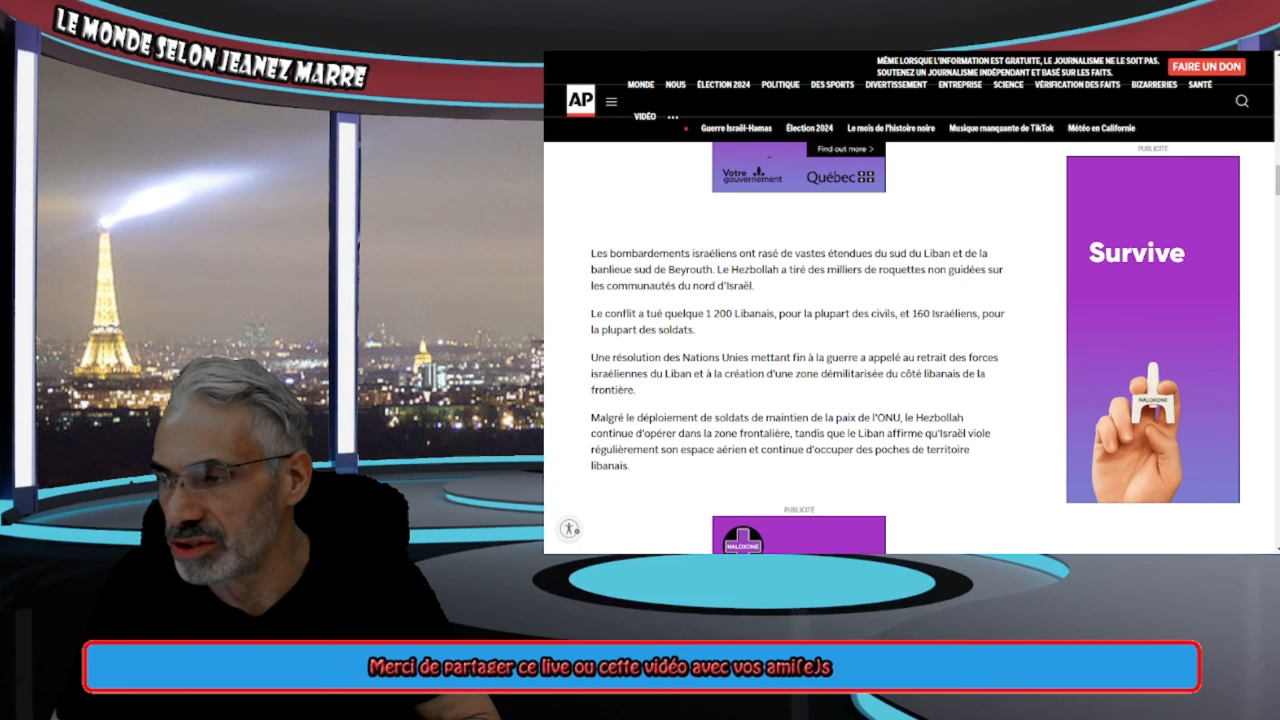 LE MONDE SELON JEANEZ MARRE
MÊME LORSQUE L'INFORMATION EST GRATUITE, LE JOURNALISME NE LE SOIT PAS.
SOUTENEZ UN JOURNALISME INDÉPENDANT ET BASÉ SUR LES FAITS.
FAIRE UN DON
AP
MONDE NOUS ÉLECTION 2024 POLITIQUE DES SPORTS DIVERTISSEMENT ENTREPRISE SCIENCE VÉRIFICATION DES FAITS BIZARRERIES SANTÉ
VIDÉO ...
Guerre Israël-Hamas Élection 2024 Le mois de l'histoire noire Musique manquante de TikTok Météo en Californie
Find out more >
Votre
gouvernement
Québec
PUBLICITÉ
Survive
NALOXONE
Les bombardements israéliens ont rasé de vastes étendues du sud du Liban et de la
banlieue sud de Beyrouth. Le Hezbollah a tiré des milliers de roquettes non guidées sur
les communautés du nord d'Israël.
Le conflit a tué quelque 1 200 Libanais, pour la plupart des civils, et 160 Israéliens, pour
la plupart des soldats.
Une résolution des Nations Unies mettant fin à la guerre a appelé au retrait des forces
israéliennes du Liban et à la création d'une zone démilitarisée du côté libanais de la
frontière.
Malgré le déploiement de soldats de maintien de la paix de l'ONU, le Hezbollah
continue d'opérer dans la zone frontalière, tandis que le Liban affirme qu'Israël viole
régulièrement son espace aérien et continue d'occuper des poches de territoire
libanais.
PUBLICITÉ
NALOXONE
Merci de partager ce live ou cette vidéo avec vos ami(e)s